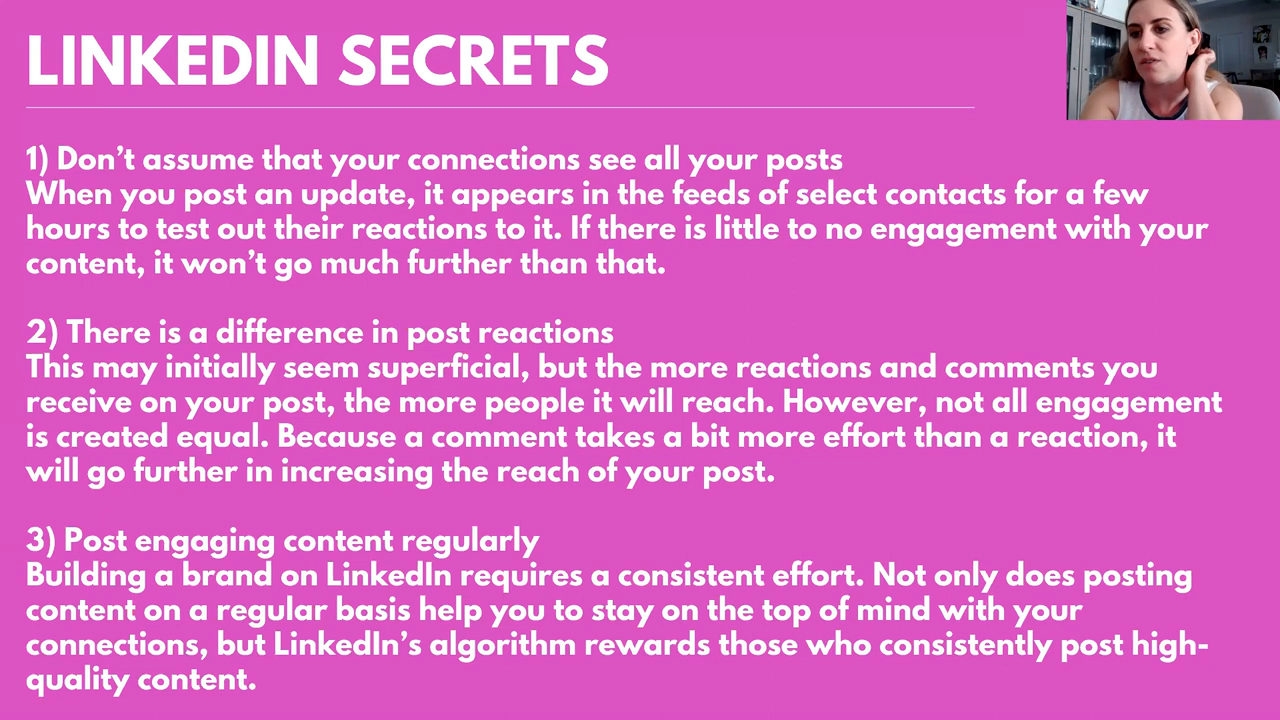 LINKEDIN SECRETS
1) Don’t assume that your connections see all your posts
When you post an update, it appears in the feeds of select contacts for a few
hours to test out their reactions to it. If there is little to no engagement with your
content, it won’t go much further than that.
2) There is a difference in post reactions
This may initially seem superficial, but the more reactions and comments you
receive on your post, the more people it will reach. However, not all engagement
is created equal. Because a comment takes a bit more effort than a reaction, it
will go further in increasing the reach of your post.
3) Post engaging content regularly
Building a brand on LinkedIn requires a consistent effort. Not only does posting
content on a regular basis help you to stay on the top of mind with your
connections, but LinkedIn’s algorithm rewards those who consistently post high-
quality content.